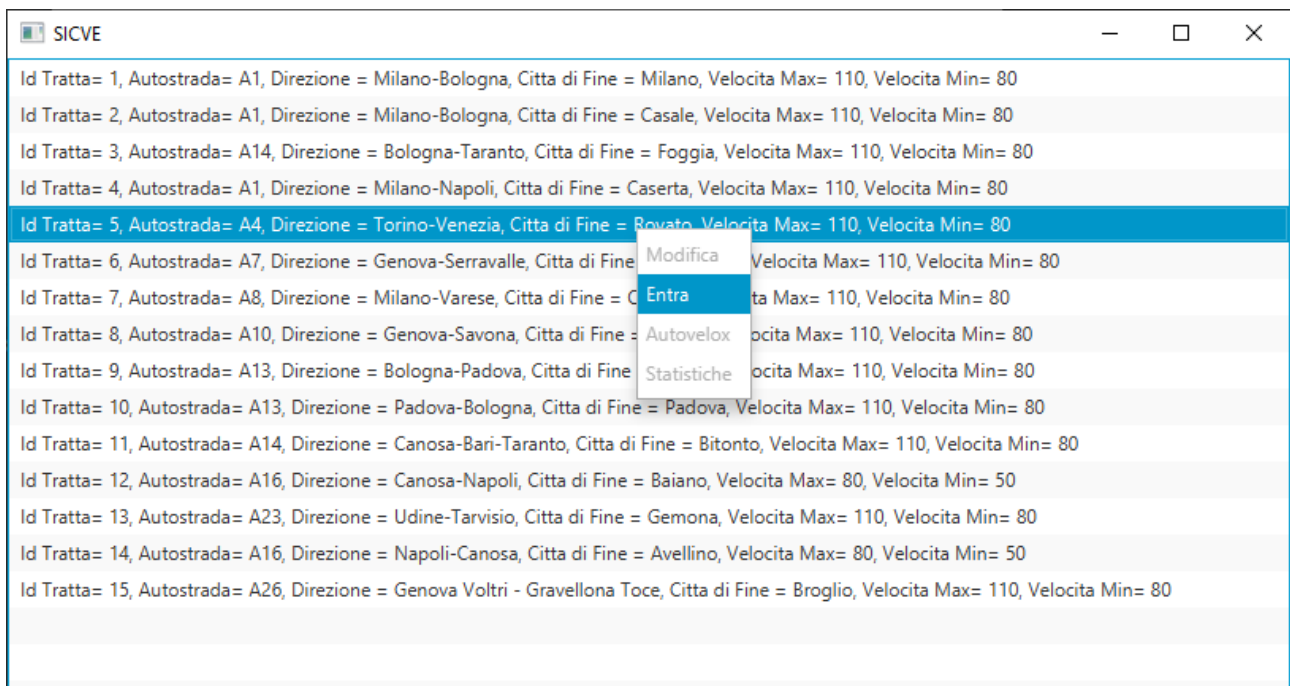 SICVE
Id Tratta= 1, Autostrada= A1, Direzione = Milano-Bologna, Citta di Fine = Milano, Velocita Max= 110, Velocita Min= 80
Id Tratta= 2, Autostrada= A1, Direzione = Milano-Bologna, Citta di Fine = Casale, Velocita Max= 110, Velocita Min= 80
Id Tratta= 3, Autostrada= A14, Direzione = Bologna-Taranto, Citta di Fine = Foggia, Velocita Max= 110, Velocita Min= 80
Id Tratta= 4, Autostrada= A1, Direzione = Milano-Napoli, Citta di Fine = Caserta, Velocita Max= 110, Velocita Min= 80
Id Tratta= 5, Autostrada= A4, Direzione = Torino-Venezia, Citta di Fine = Rovato, Velocita Max= 110, Velocita Min= 80
Id Tratta= 6, Autostrada= A7, Direzione = Genova-Serravalle, Citta di Fine Velocita Max= 110, Velocita Min= 80
Id Tratta= 7, Autostrada= A8, Direzione = Milano-Varese, Citta di Fine = Max= 110, Velocita Min= 80
Id Tratta= 8, Autostrada= A10, Direzione = Genova-Savona, Citta di Fine = Max= 110, Velocita Min= 80
Id Tratta= 9, Autostrada= A13, Direzione = Bologna-Padova, Citta di Fine Max= 110, Velocita Min= 80
Id Tratta= 10, Autostrada= A13, Direzione = Padova-Bologna, Citta di Fine = Padova, Velocita Max= 110, Velocita Min= 80
Id Tratta= 11, Autostrada= A14, Direzione = Canosa-Bari-Taranto, Citta di Fine = Bitonto, Velocita Max= 110, Velocita Min= 80
Id Tratta= 12, Autostrada= A16, Direzione = Canosa-Napoli, Citta di Fine = Baiano, Velocita Max= 80, Velocita Min= 50
Id Tratta= 13, Autostrada= A23, Direzione = Udine-Tarvisio, Citta di Fine = Gemona, Velocita Max= 110, Velocita Min= 80
Id Tratta= 14, Autostrada= A16, Direzione = Napoli-Canosa, Citta di Fine = Avellino, Velocita Max= 80, Velocita Min= 50
Id Tratta= 15, Autostrada= A26, Direzione = Genova Voltri - Gravellona Toce, Citta di Fine = Broglio, Velocita Max= 110, Velocita Min= 80
Modifica
Entra
Autovelox
Statistiche